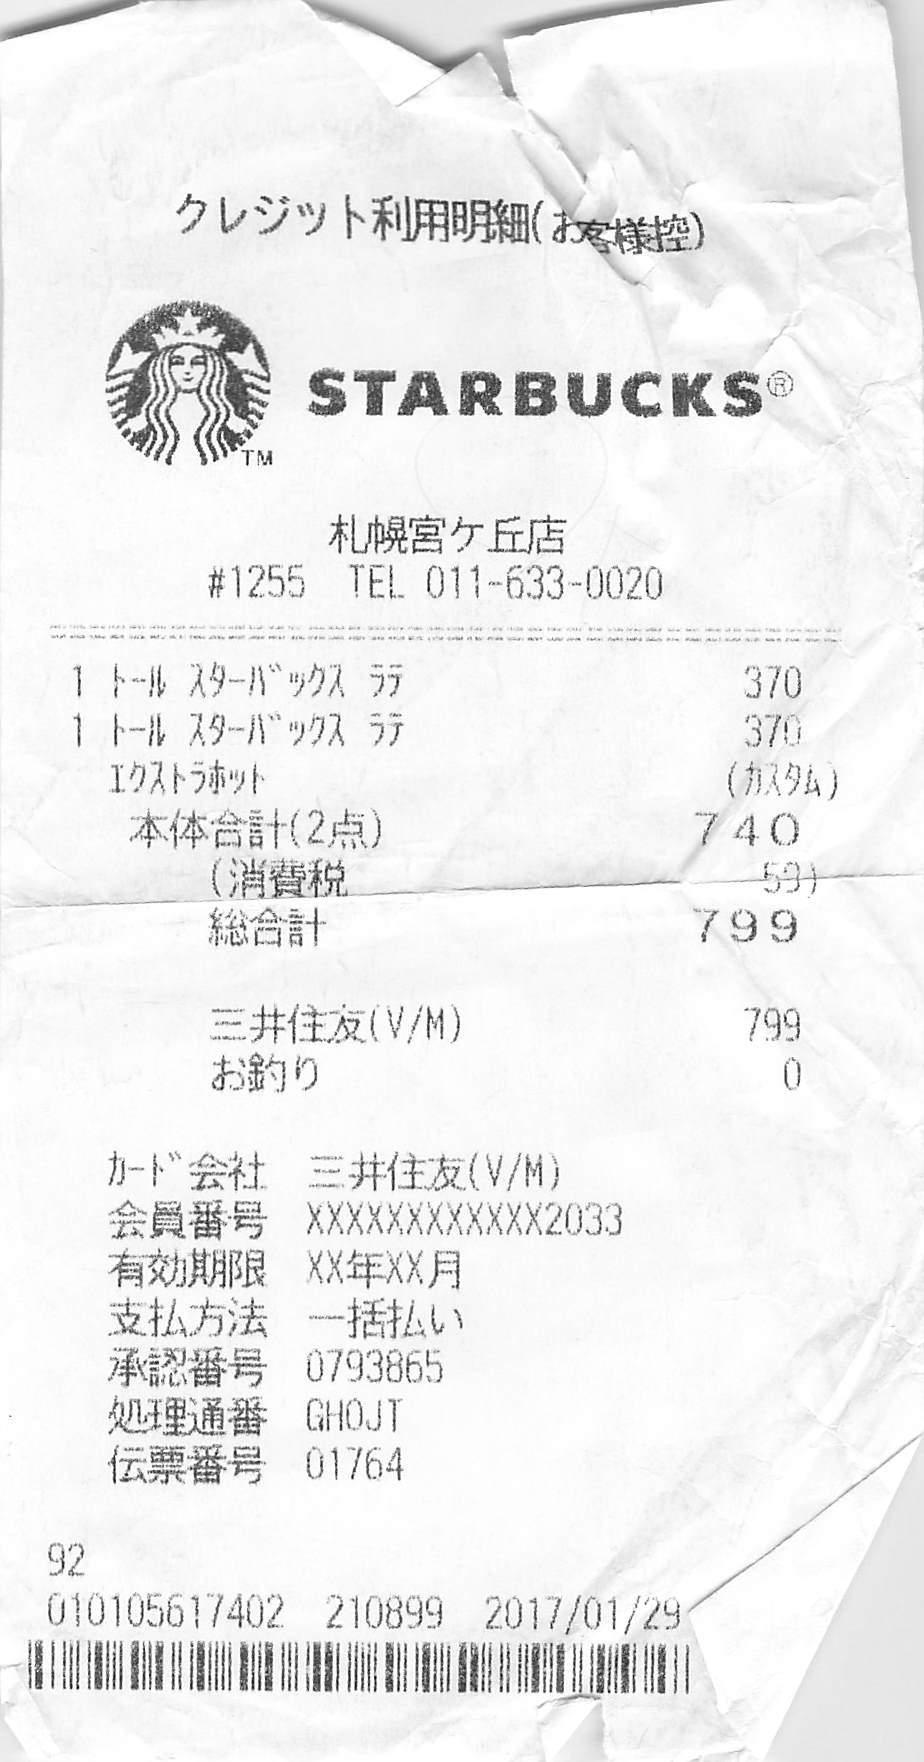 クレジット利用明細(お客様控)
STARBUCKS®
TM
札幌宮ケ丘店
#1255 TEL 011-633-0020
1 トール スターバックス ラテ 370
1 トール スターバックス ラテ 370
エクストラホット (カスタム)
本体合計(2点) 740
(消費税 59)
総合計 799
三井住友(V/M) 799
お釣り 0
カード会社 三井住友(V/M)
会員番号 XXXXXXXXXXXX2033
有効期限 XX年XX月
支払方法 一括払い
承認番号 0793865
処理通番 GHOJT
伝票番号 01764
92
010105617402 210899 2017/01/29